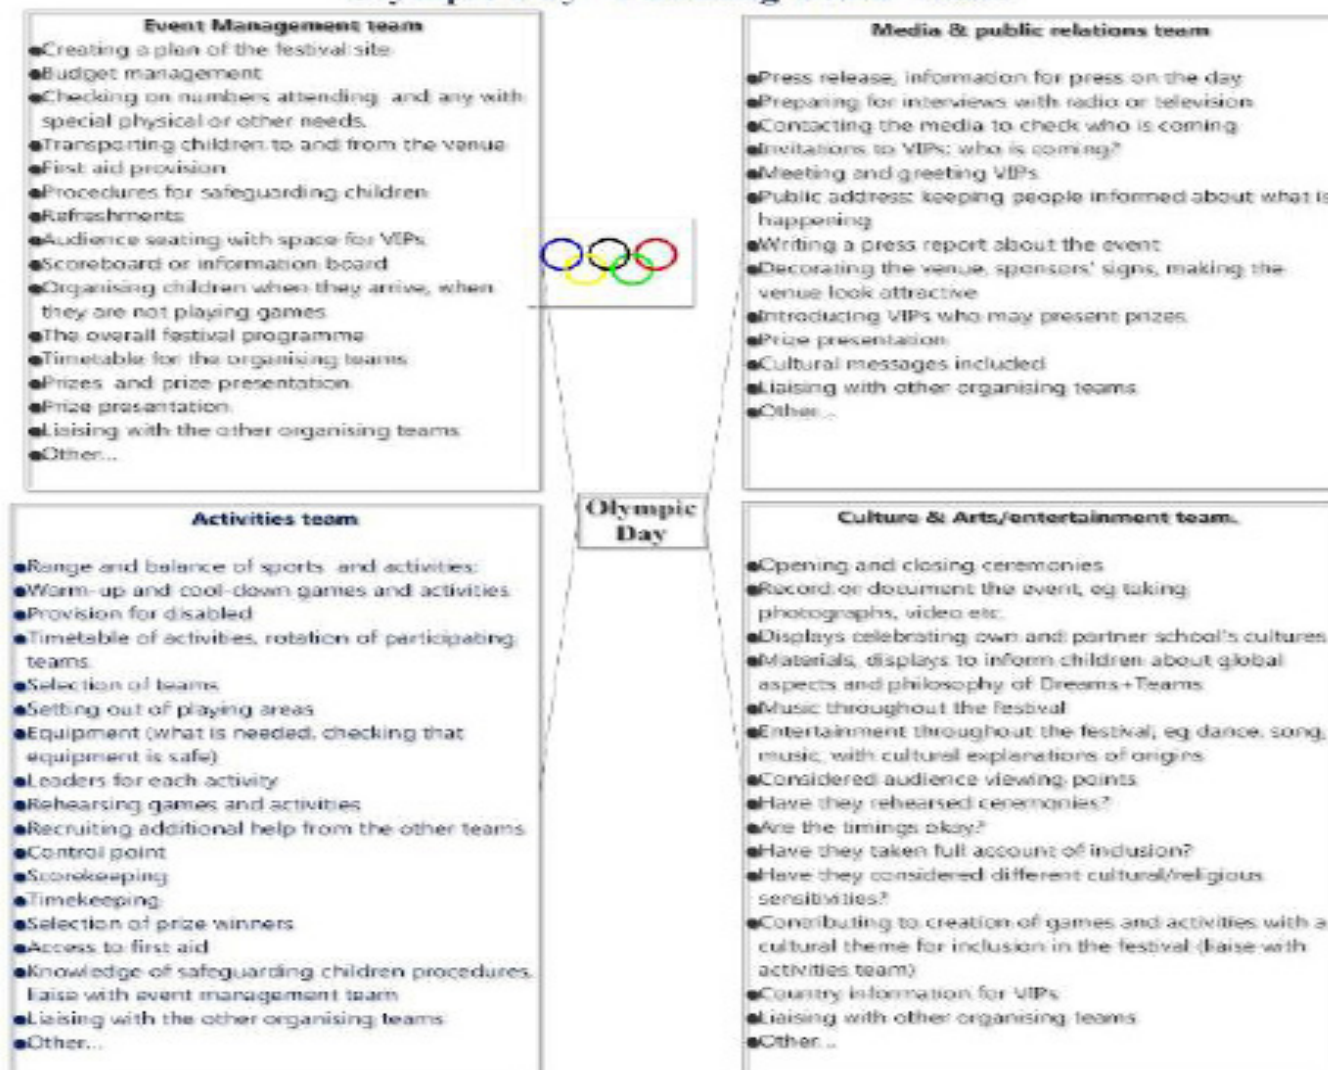 Event Management team
●Creating a plan of the festival site
●Budget management
●Checking on numbers attending and any with
special physical or other needs.
●Transporting children to and from the venue
●First aid provision
●Procedures for safeguarding children
●Refreshments
●Audience seating with space for VIPs
●Scoreboard or information board
●Organising children when they arrive, when
they are not playing games
●The overall festival programme
●Timetable for the organising teams
●Prizes and prize presentation
●Prize presentation
●Liaising with the other organising teams
●Other...
Media & public relations team
●Press release, information for press on the day
●Preparing for interviews with radio or television
●Contacting the media to check who is coming
●Invitations to VIPs: who is coming?
●Meeting and greeting VIPs
●Public address: keeping people informed about what is
happening
●Writing a press report about the event
●Decorating the venue, sponsors' signs, making the
venue look attractive
●Introducing VIPs who may present prizes
●Prize presentation
●Cultural messages included
●Liaising with other organising teams
●Other...
Olympic
Day
Activities team
●Range and balance of sports and activities:
●Warm-up and cool-down games and activities
●Provision for disabled
●Timetable of activities, rotation of participating
teams
●Selection of teams
●Setting out of playing areas
●Equipment (what is needed, checking that
equipment is safe)
●Leaders for each activity
●Rehearsing games and activities
●Recruiting additional help from the other teams
●Control point
●Scorekeeping
●Timekeeping
●Selection of prize winners
●Access to first aid
●Knowledge of safeguarding children procedures,
liaise with event management team
●Liaising with the other organising teams
●Other...
Culture & Arts/entertainment team.
●Opening and closing ceremonies
●Record or document the event, eg taking
photographs, video etc.
●Displays celebrating own and partner school's cultures
●Materials, displays to inform children about global
aspects and philosophy of Dreams+Teams
●Music throughout the festival
●Entertainment throughout the festival, eg dance, song,
music, with cultural explanations of origins
●Considered audience viewing points
●Have they rehearsed ceremonies?
●Are the timings okay?
●Have they taken full account of inclusion?
●Have they considered different cultural/religious
sensitivities?
●Contributing to creation of games and activities with a
cultural theme for inclusion in the festival (liaise with
activities team)
●Country information for VIPs
●Liaising with other organising teams
●Other...